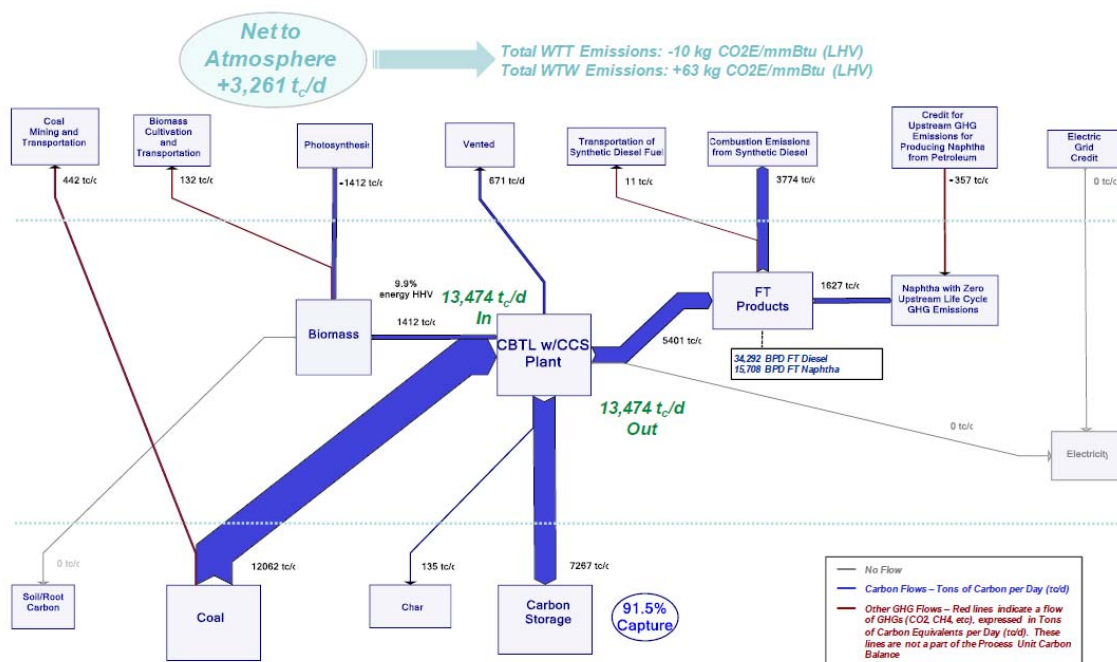 Net to
Atmosphere
+3,261 tc/d
Total WTT Emissions: -10 kg CO2E/mmBtu (LHV)
Total WTW Emissions: +63 kg CO2E/mmBtu (LHV)
Coal
Mining and
Transportation
Biomass
Cultivation
and
Transportation
Photosynthesis
Vented
Transportation of
Synthetic Diesel Fuel
Combustion Emissions
from Synthetic Diesel
Credit for
Upstream GHG
Emissions for
Producing Naphtha
from Petroleum
Electric
Grid
Credit
442 tc/d
132 tc/d
-1412 tc/d
671 tc/d
11 tc/d
3774 tc/d
-357 tc/d
0 tc/d
9.9%
energy HHV
13,474 tc/d
In
Biomass
1412 tc/d
CBTL w/CCS
Plant
5401 tc/d
FT
Products
1627 tc/d
Naphtha with Zero
Upstream Life Cycle
GHG Emissions
34,292 BPD FT Diesel
15,708 BPD FT Naphtha
13,474 tc/d
Out
0 tc/d
Electricity
0 tc/d
12062 tc/d
135 tc/d
7267 tc/d
Soil/Root
Carbon
Coal
Char
Carbon
Storage
91.5%
Capture
No Flow
Carbon Flows – Tons of Carbon per Day (tc/d)
Other GHG Flows – Red lines indicate a flow
of GHGs (CO2, CH4, etc), expressed in Tons
of Carbon Equivalents per Day (tc/d). These
lines are not a part of the Process Unit Carbon
Balance